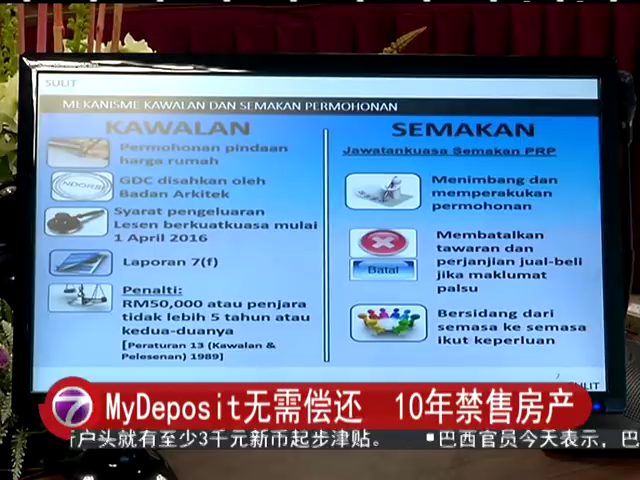 SULIT
MEKANISME KAWALAN DAN SEMAKAN PERMOHONAN
KAWALAN
Permohonan pindaan
harga rumah
GDC disahkan oleh
Badan Arkitek
Syarat pengeluaran
Lesen berkuatkuasa mulai
1 April 2016
Laporan 7(f)
Penalti:
RM50,000 atau penjara
tidak lebih 5 tahun atau
kedua-duanya
[Peraturan 13 (Kawalan &
Pelesenan) 1989]
SEMAKAN
Jawatankuasa Semakan PRP
Menimbang dan
memperakukan
permohonan
Membatalkan
tawaran dan
perjanjian jual-beli
jika maklumat
palsu
Batal
Bersidang dari
semasa ke semasa
ikut keperluan
7
MyDeposit无需偿还 10年禁售房产
户头就有至少3千元新币起步津贴。 ■巴西官员今天表示，巴